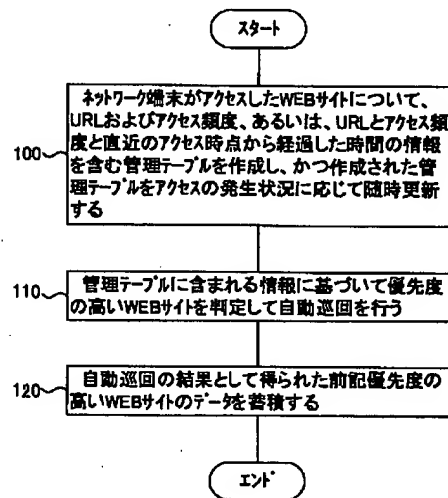 スタート
ネットワーク端末がアクセスしたWEBサイトについて、
URLおよびアクセス頻度、あるいは、URLとアクセス頻
度と直近のアクセス時点から経過した時間の情報
を含む管理テーブルを作成し、かつ作成された管
理テーブルをアクセスの発生状況に応じて随時更新
する
100
管理テーブルに含まれる情報に基づいて優先度
の高いWEBサイトを判定して自動巡回を行う
110
自動巡回の結果として得られた前記優先度の
高いWEBサイトのデータを蓄積する
120
エンド